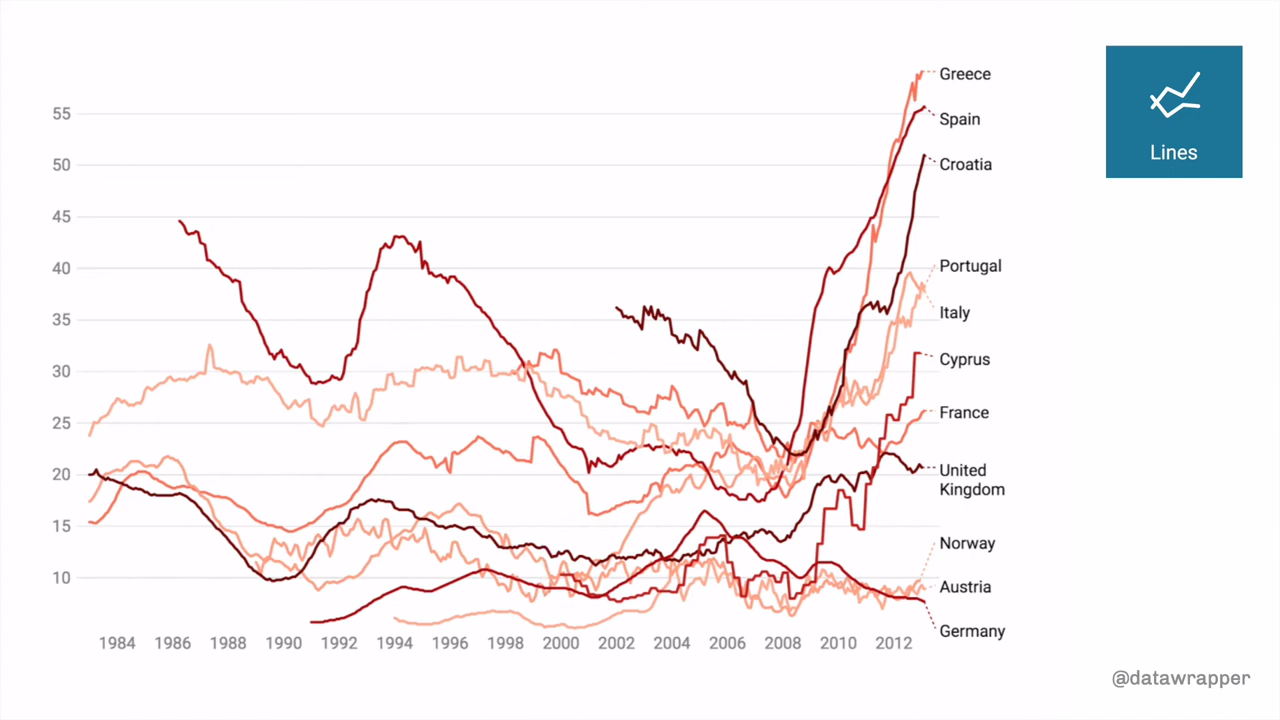 Greece
55
Spain
50
Croatia
45
40
Portugal
35
Italy
30
Cyprus
25
France
20
United
Kingdom
15
Norway
10
Austria
Germany
1984 1986 1988 1990 1992 1994 1996 1998 2000 2002 2004 2006 2008 2010 2012
Lines
@datawrapper